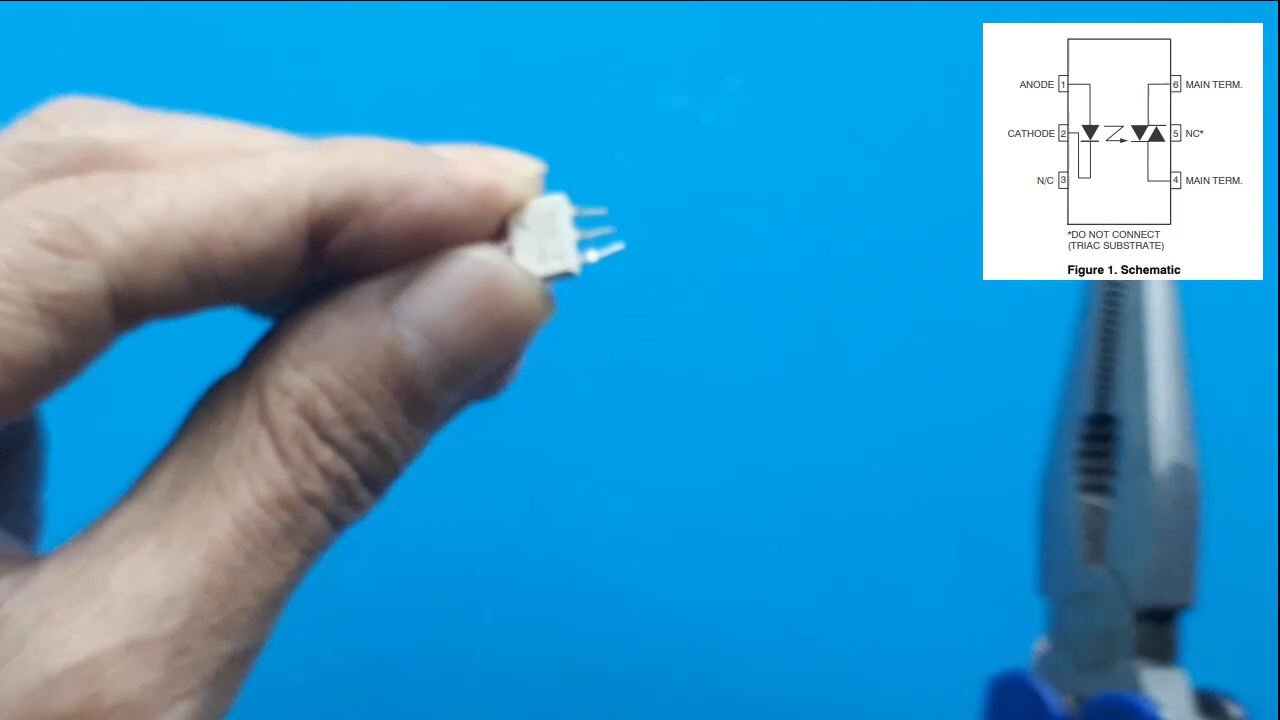 ANODE 1
6 MAIN TERM.
CATHODE 2
5 NC*
N/C 3
4 MAIN TERM.
*DO NOT CONNECT
(TRIAC SUBSTRATE)
Figure 1. Schematic